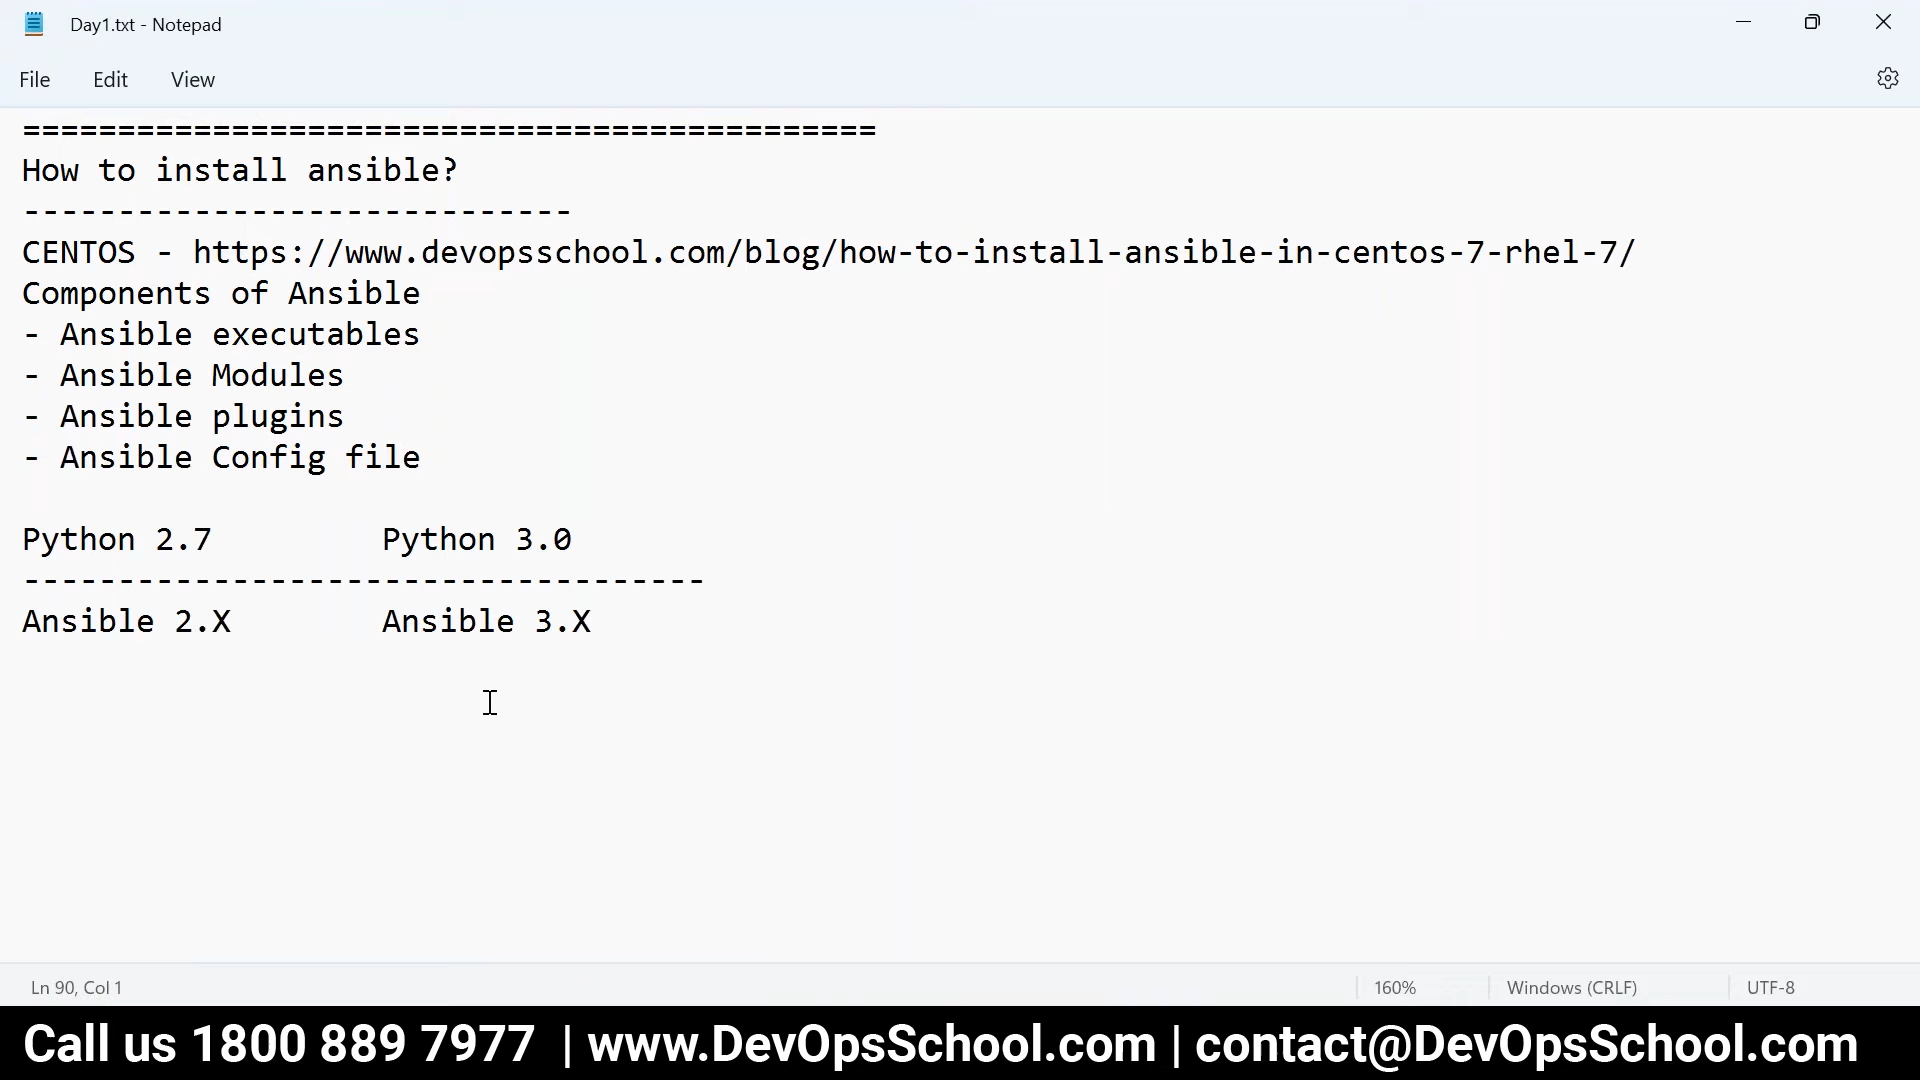 Day1.txt - Notepad
File Edit View
=============================================
How to install ansible?
-----------------------------
CENTOS - https://www.devopsschool.com/blog/how-to-install-ansible-in-centos-7-rhel-7/
Components of Ansible
- Ansible executables
- Ansible Modules
- Ansible plugins
- Ansible Config file
Python 2.7 Python 3.0
------------------------------------
Ansible 2.X Ansible 3.X
Ln 90, Col 1 160% Windows (CRLF) UTF-8
Call us 1800 889 7977 | www.DevOpsSchool.com | contact@DevOpsSchool.com